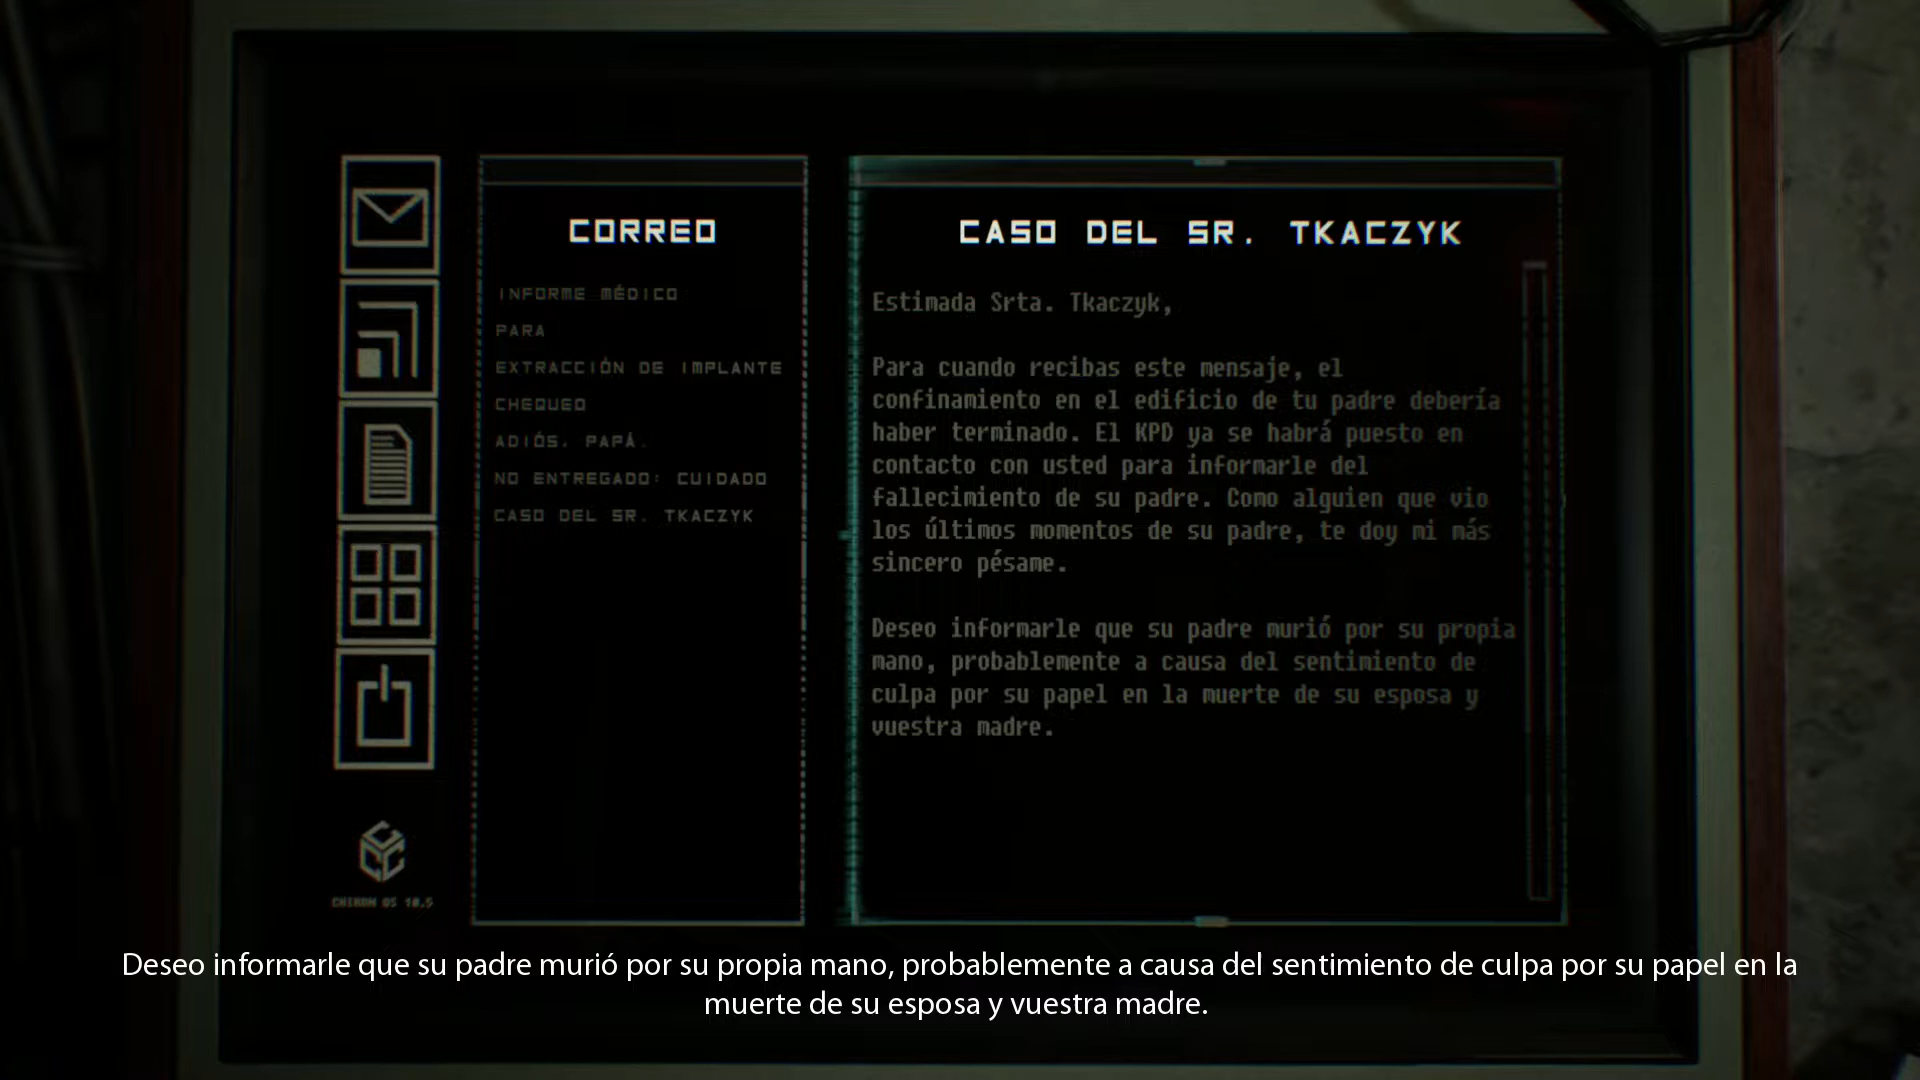 CORREO
INFORME MÉDICO
PARA
EXTRACCIÓN DE IMPLANTE
CHEQUEO
ADIÓS, PAPÁ.
NO ENTREGADO: CUIDADO
CASO DEL SR. TKACZYK
CHIRON OS 10.5
CASO DEL SR. TKACZYK
Estimada Srta. Tkaczyk,
Para cuando recibas este mensaje, el
confinamiento en el edificio de tu padre debería
haber terminado. El KPD ya se habrá puesto en
contacto con usted para informarle del
fallecimiento de su padre. Como alguien que vio
los últimos momentos de su padre, te doy mi más
sincero pésame.
Deseo informarle que su padre murió por su propia
mano, probablemente a causa del sentimiento de
culpa por su papel en la muerte de su esposa y
vuestra madre.
Deseo informarle que su padre murió por su propia mano, probablemente a causa del sentimiento de culpa por su papel en la
muerte de su esposa y vuestra madre.